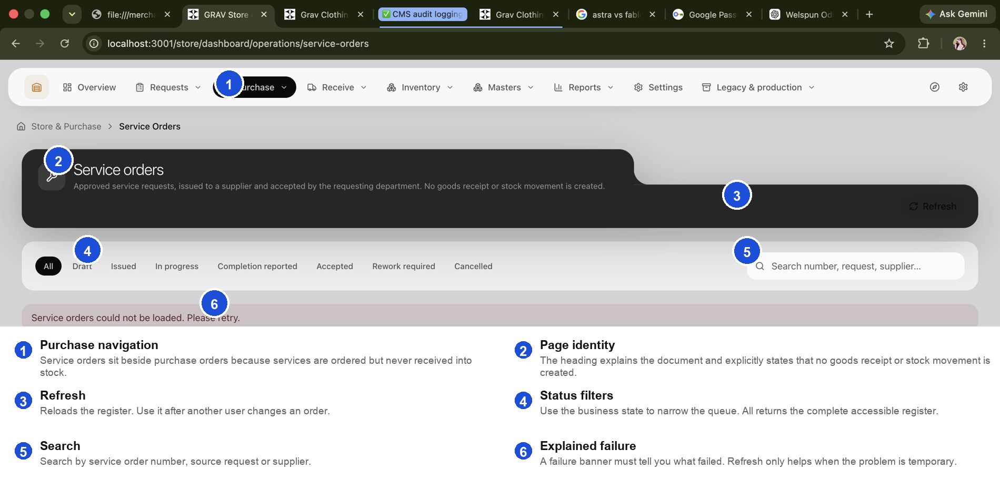 file:///mercha
GRAV Store
Grav Clothin
✅ CMS audit logging
Grav Clothin
astra vs fabl
Google Pass
Welspun Od
Ask Gemini
localhost:3001/store/dashboard/operations/service-orders
Overview
Requests
1
urchase
Receive
Inventory
Masters
Reports
Settings
Legacy & production
Store & Purchase > Service Orders
2
Service orders
Approved service requests, issued to a supplier and accepted by the requesting department. No goods receipt or stock movement is created.
3
Refresh
4
5
All
Draft
Issued
In progress
Completion reported
Accepted
Rework required
Cancelled
Search number, request, supplier...
6
Service orders could not be loaded. Please retry.
1 Purchase navigation
Service orders sit beside purchase orders because services are ordered but never received into
stock.
2 Page identity
The heading explains the document and explicitly states that no goods receipt or stock movement is
created.
3 Refresh
Reloads the register. Use it after another user changes an order.
4 Status filters
Use the business state to narrow the queue. All returns the complete accessible register.
5 Search
Search by service order number, source request or supplier.
6 Explained failure
A failure banner must tell you what failed. Refresh only helps when the problem is temporary.